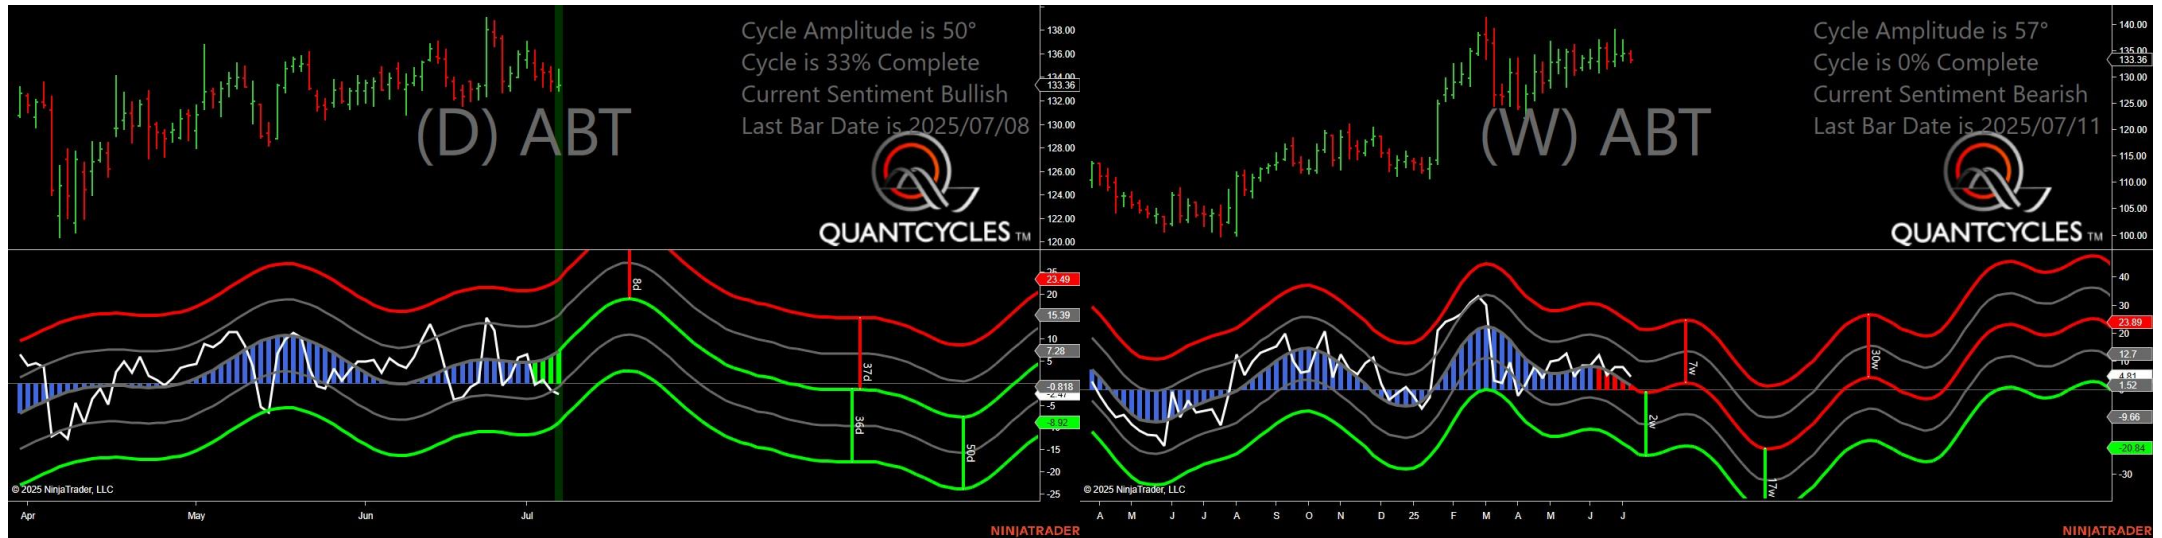 Cycle Amplitude is 50°
Cycle is 33% Complete
Current Sentiment Bullish
Last Bar Date is 2025/07/08
(D) ABT
QUANTCYCLES TM
138.00
136.00
134.00
133.36
132.00
130.00
128.00
126.00
124.00
122.00
120.00
25
23.49
20
15.39
10
7.28
5
-0.818
-2.47
-5
-8.92
-15
-20
-25
8d
37d
36d
50d
© 2025 NinjaTrader, LLC
Apr
May
Jun
Jul
NINJATRADER
Cycle Amplitude is 57°
Cycle is 0% Complete
Current Sentiment Bearish
Last Bar Date is 2025/07/11
(W) ABT
QUANTCYCLES TM
140.00
135.00
133.36
130.00
125.00
120.00
115.00
110.00
105.00
100.00
40
30
23.89
20
12.7
4.81
1.52
-9.66
-20.84
-30
7w
30w
2w
17w
© 2025 NinjaTrader, LLC
A M J J A S O N D 25 F M A M J J
NINJATRADER